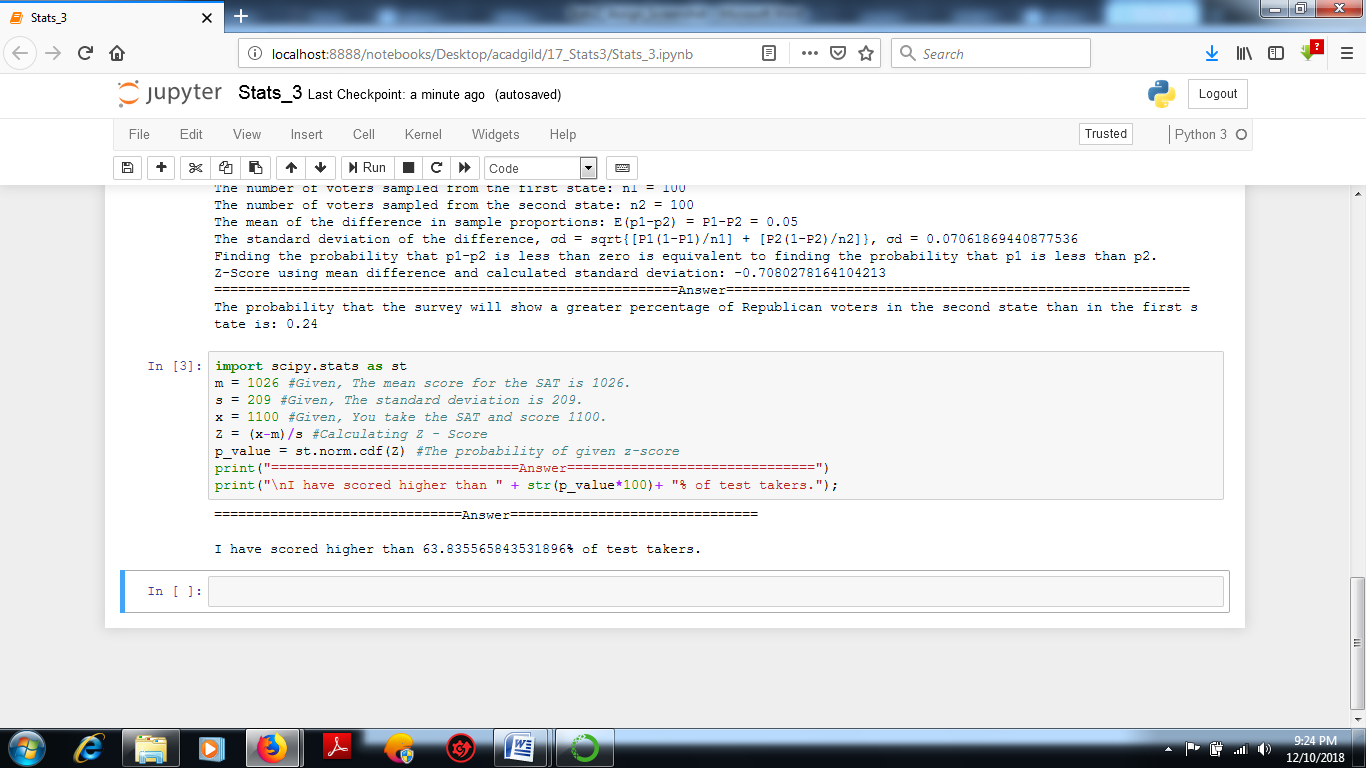 Stats_3
localhost:8888/notebooks/Desktop/acadgild/17_Stats3/Stats_3.ipynb
Search
?
jupyter Stats_3 Last Checkpoint: a minute ago (autosaved)
Logout
File Edit View Insert Cell Kernel Widgets Help
Trusted
Python 3
Run
Code
The number of voters sampled from the first state: n1 = 100
The number of voters sampled from the second state: n2 = 100
The mean of the difference in sample proportions: E(p1-p2) = P1-P2 = 0.05
The standard deviation of the difference, σd = sqrt{[P1(1-P1)/n1] + [P2(1-P2)/n2]}, σd = 0.07061869440877536
Finding the probability that p1-p2 is less than zero is equivalent to finding the probability that p1 is less than p2.
Z-Score using mean difference and calculated standard deviation: -0.7080278164104213
==========================================================Answer==========================================================
The probability that the survey will show a greater percentage of Republican voters in the second state than in the first s
tate is: 0.24
In [3]:
import scipy.stats as st
m = 1026 #Given, The mean score for the SAT is 1026.
s = 209 #Given, The standard deviation is 209.
x = 1100 #Given, You take the SAT and score 1100.
Z = (x-m)/s #Calculating Z - Score
p_value = st.norm.cdf(Z) #The probability of given z-score
print("===============================Answer===============================")
print("\nI have scored higher than " + str(p_value*100)+ "% of test takers.");
===============================Answer===============================
I have scored higher than 63.835565843531896% of test takers.
In [ ]:
9:24 PM
12/10/2018